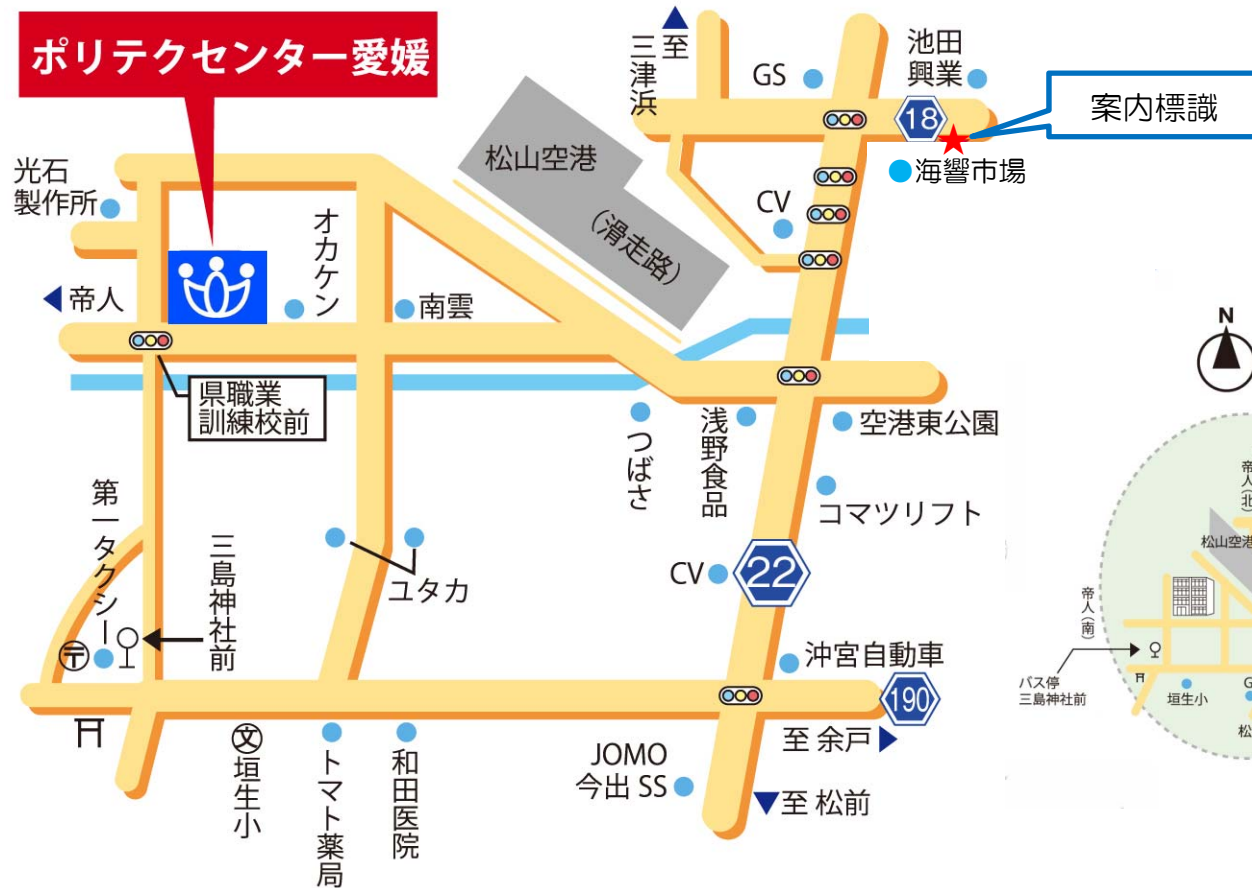 ポリテクセンター愛媛
至
三津浜
GS
池田
興業
18
案内標識
海響市場
松山空港
(滑走路)
CV
光石
製作所
オカケン
南雲
帝人
県職業
訓練校前
つばさ
浅野食品
空港東公園
コマツリフト
第一タクシー
三島神社前
ユタカ
CV
22
〒
沖宮自動車
190
至 余戸
文
垣生小
トマト薬局
和田医院
JOMO
今出 SS
至 松前
N
帝人(北)
松山空港
帝人(南)
バス停
三島神社前
垣生小
G
松